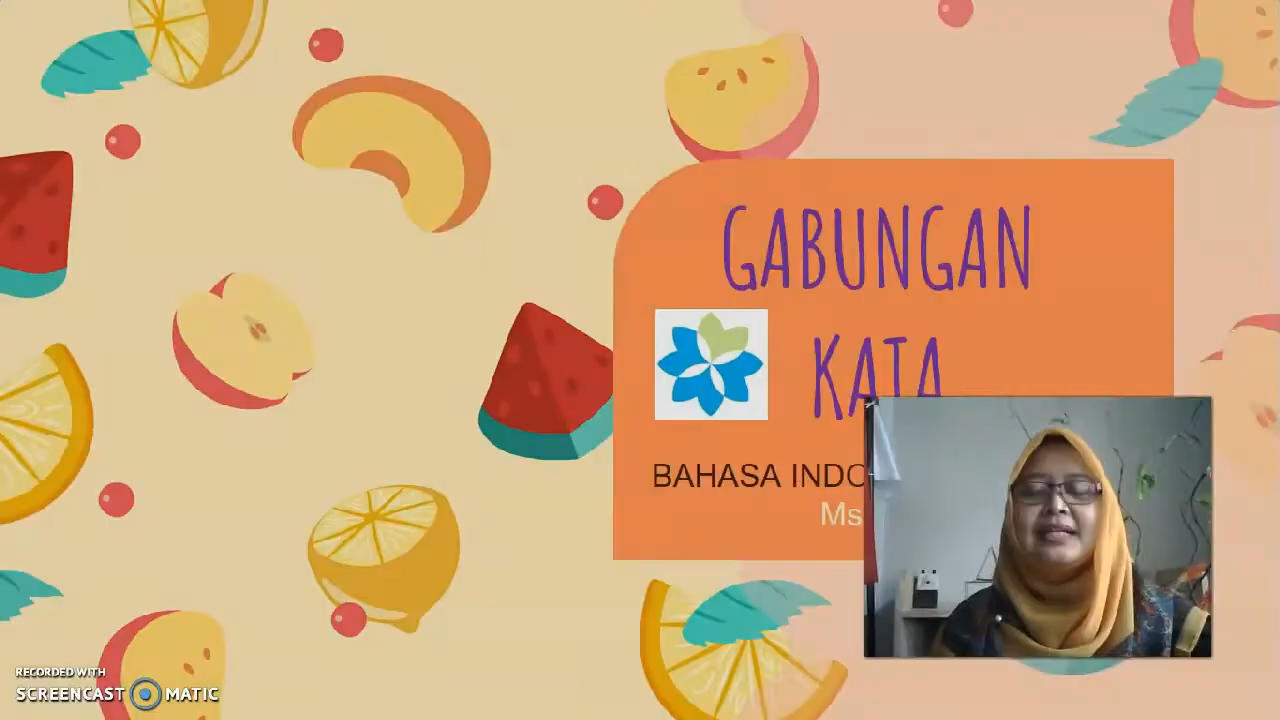 GABUNGAN
KATA
BAHASA INDO
Ms
RECORDED WITH
SCREENCAST MATIC